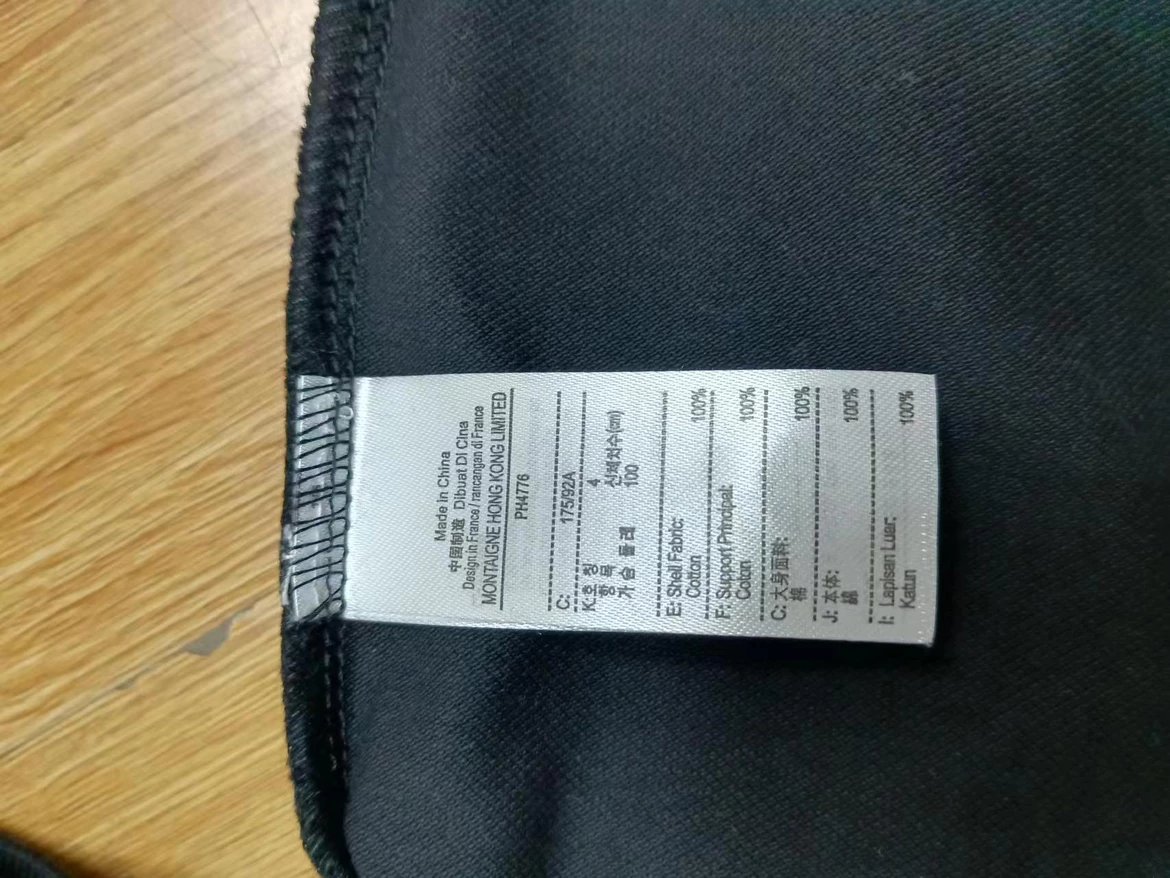 Made in China
中國制造 Dibuat Di Cina
Design in France / rancangan di France
MONTAIGNE HONG KONG LIMITED
PH4776
C: 175/92A
K:호 칭 4
항 목 신체치수(cm)
가 슴 둘 레 100
E: Shell Fabric:
Cotton 100%
F: Support Principal:
Coton 100%
C: 大身面料:
棉 100%
J: 本体:
綿 100%
I: Lapisan Luar:
Katun 100%